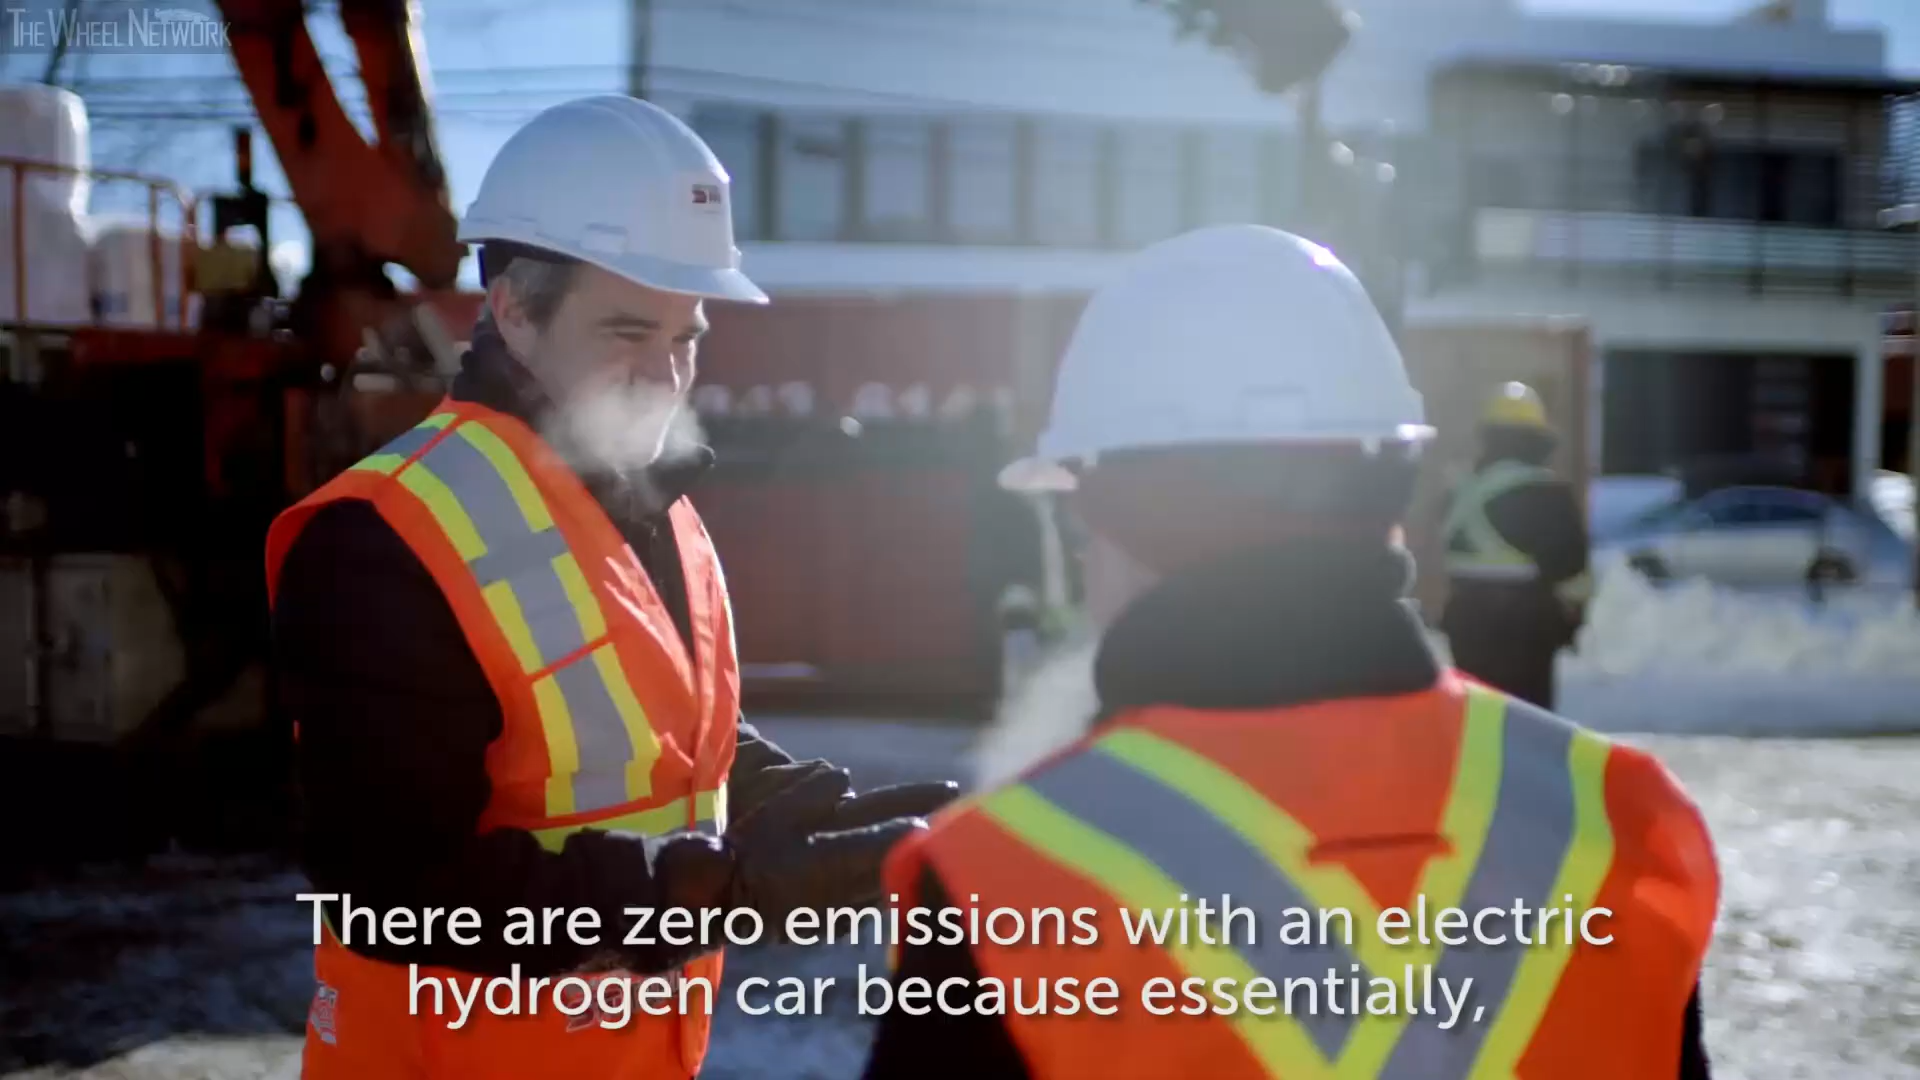 THE WHEEL NETWORK
There are zero emissions with an electric
hydrogen car because essentially,